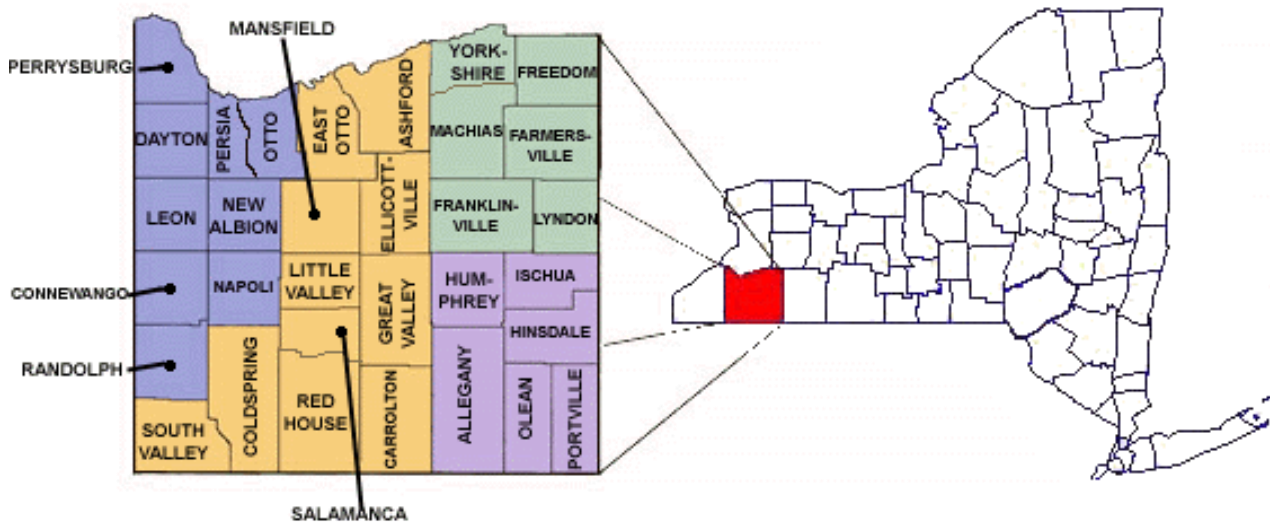 MANSFIELD
PERRYSBURG
YORK-
SHIRE
FREEDOM
ASHFORD
EAST
OTTO
PERSIA
OTTO
DAYTON
MACHIAS
FARMERS-
VILLE
LEON
NEW
ALBION
ELLICOTT-
VILLE
FRANKLIN-
VILLE
LYNDON
CONNEWANGO
NAPOLI
LITTLE
VALLEY
HUM-
PHREY
ISCHUA
GREAT
VALLEY
HINSDALE
RANDOLPH
COLDSPRING
RED
HOUSE
CARROLTON
ALLEGANY
OLEAN
PORTVILLE
SOUTH
VALLEY
SALAMANCA